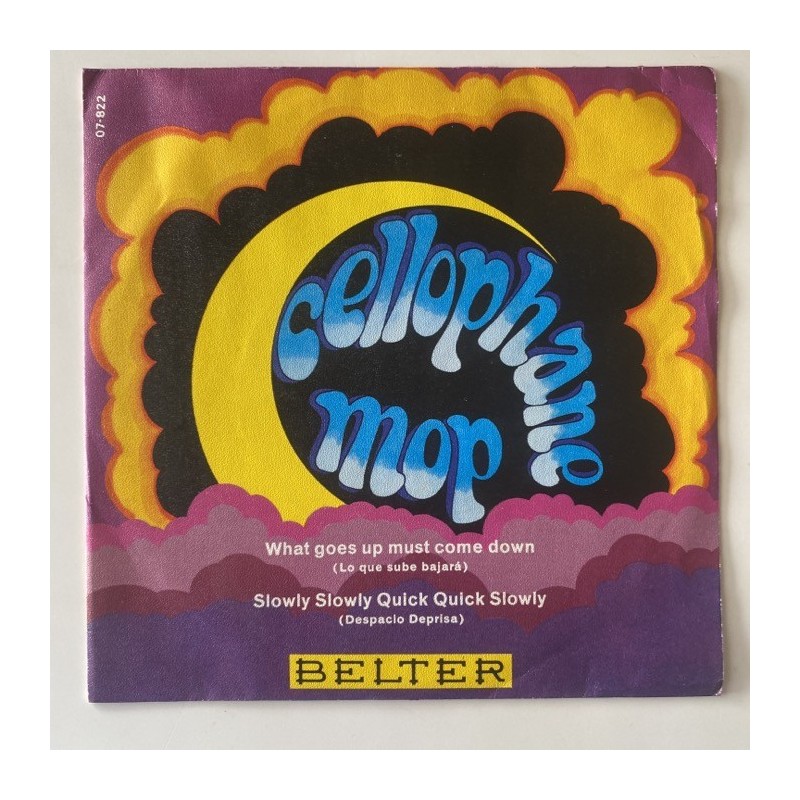 07-822
cellophane
mop
What goes up must come down
(Lo que sube bajará)
Slowly Slowly Quick Quick Slowly
(Despacio Deprisa)
BELTER